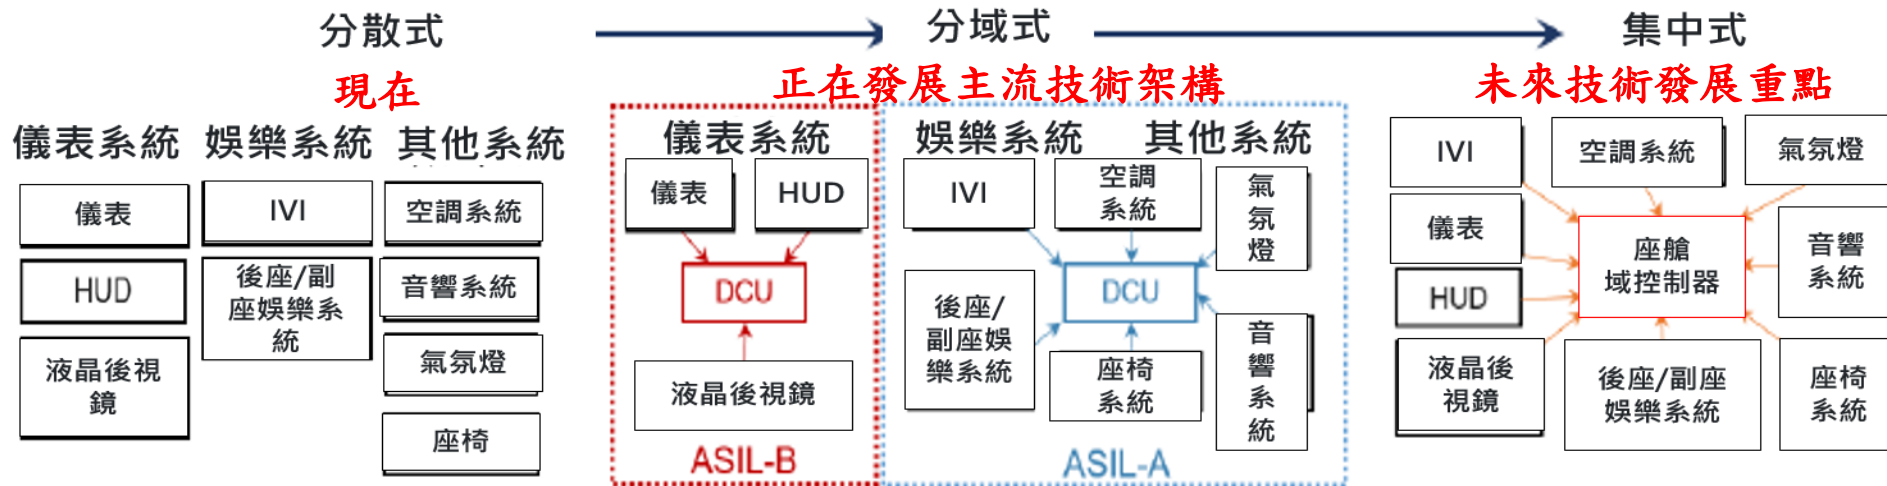 分散式
分域式
集中式
現在
正在發展主流技術架構
未來技術發展重點
儀表系統
儀表
HUD
液晶後視
鏡
娛樂系統
IVI
後座/副
座娛樂系
統
其他系統
空調系統
音響系統
氣氛燈
座椅
儀表系統
儀表
HUD
DCU
液晶後視鏡
ASIL-B
娛樂系統
其他系統
IVI
空調
系統
氣
氛
燈
DCU
後座/
副座娛
樂系統
座椅
系統
音
響
系
統
ASIL-A
IVI
空調系統
氣氛燈
儀表
座艙
域控制器
音響
系統
HUD
液晶後
視鏡
後座/副座
娛樂系統
座椅
系統